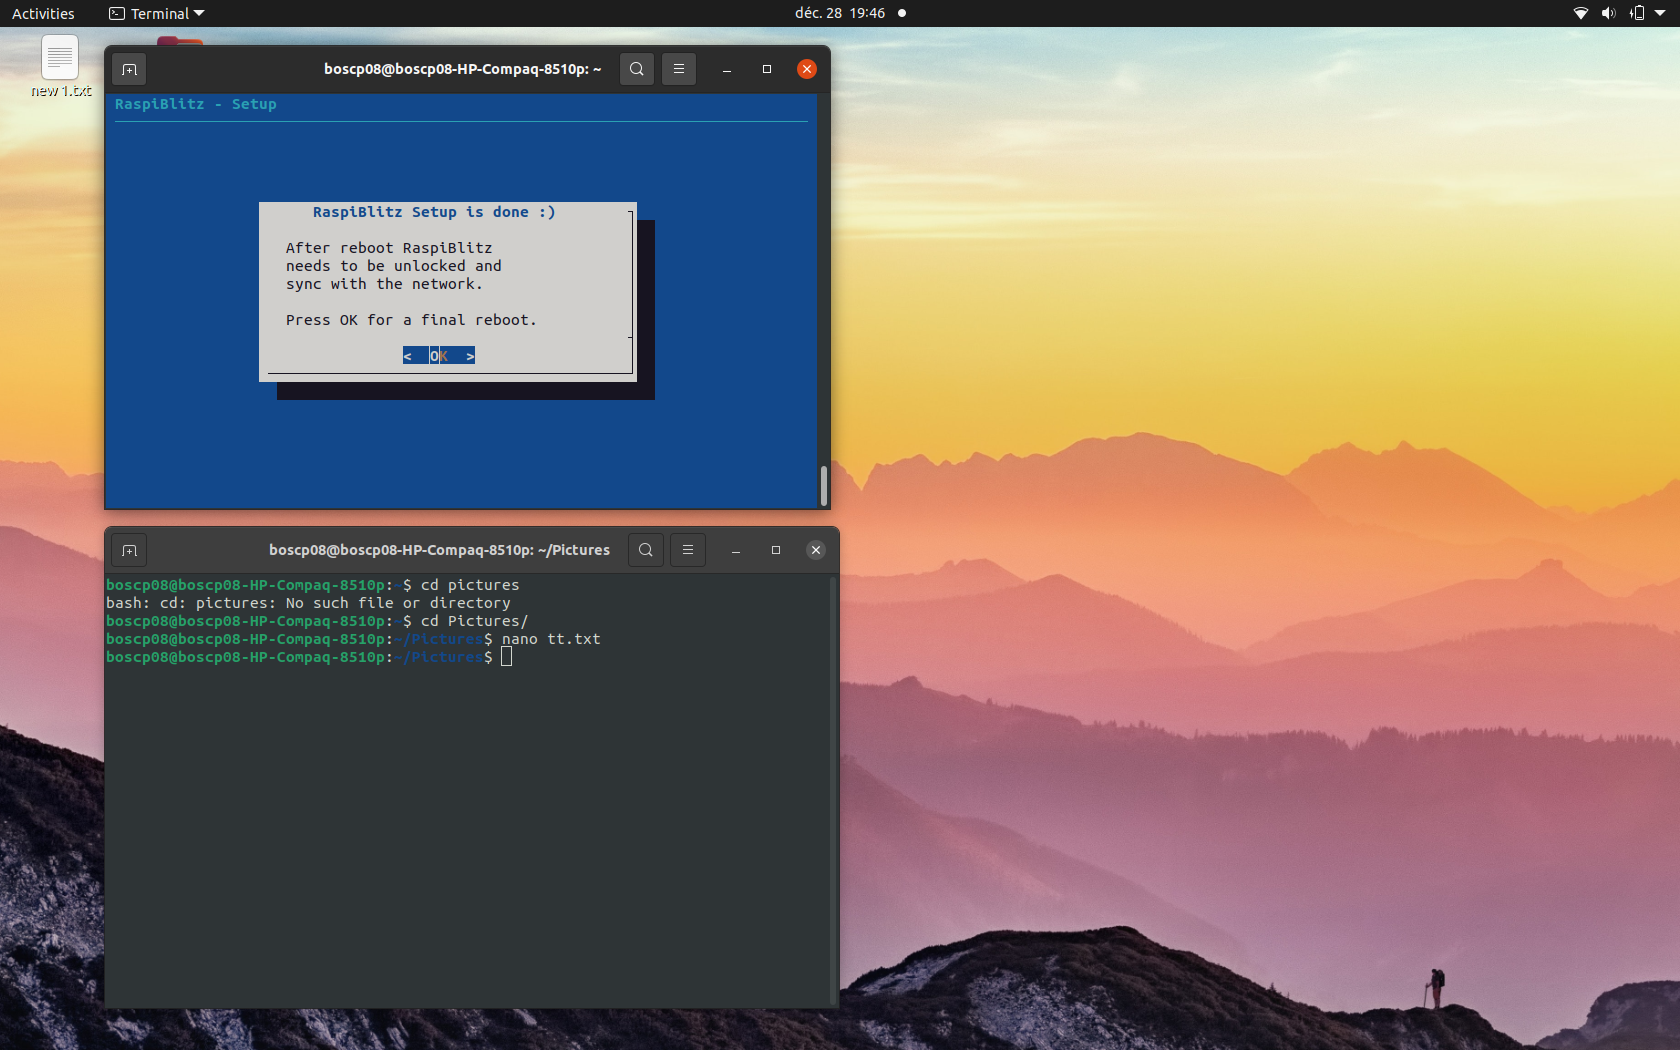 Activities
Terminal
déc. 28 19:46
new 1.txt
boscp08@boscp08-HP-Compaq-8510p: ~
RaspiBlitz - Setup
RaspiBlitz Setup is done :)
After reboot RaspiBlitz
needs to be unlocked and
sync with the network.
Press OK for a final reboot.
< OK >
boscp08@boscp08-HP-Compaq-8510p: ~/Pictures
boscp08@boscp08-HP-Compaq-8510p:~$ cd pictures
bash: cd: pictures: No such file or directory
boscp08@boscp08-HP-Compaq-8510p:~$ cd Pictures/
boscp08@boscp08-HP-Compaq-8510p:~/Pictures$ nano tt.txt
boscp08@boscp08-HP-Compaq-8510p:~/Pictures$